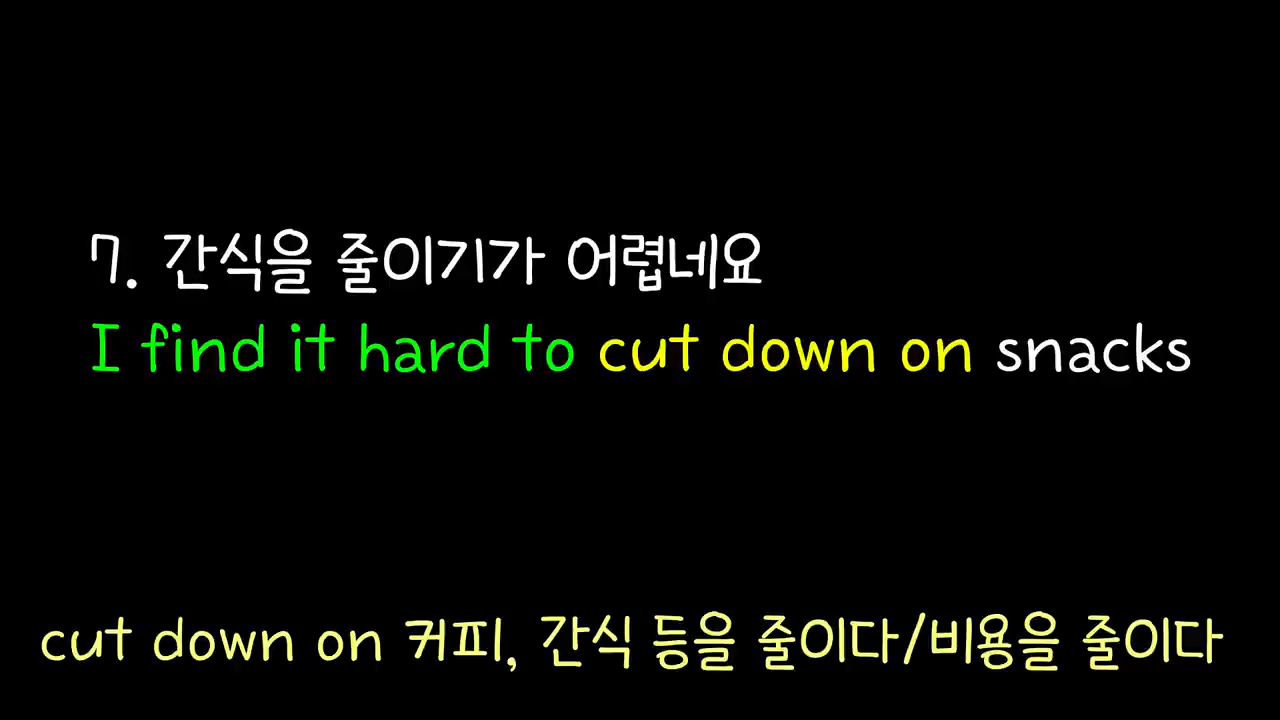 7. 간식을 줄이기가 어렵네요
I find it hard to cut down on snacks
cut down on 커피, 간식 등을 줄이다/비용을 줄이다